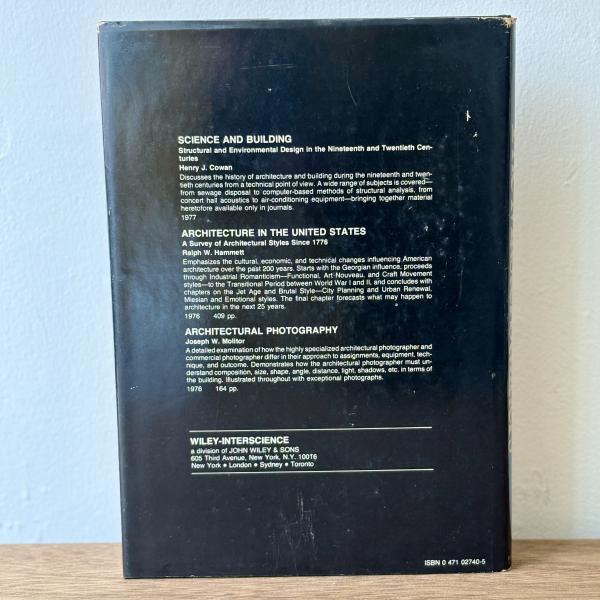 SCIENCE AND BUILDING
Structural and Environmental Design in the Nineteenth and Twentieth Cen-
turies
Henry J. Cowan
Discusses the history of architecture and building during the nineteenth and twen-
tieth centuries from a technical point of view. A wide range of subjects is covered—
from sewage disposal to computer-based methods of structural analysis, from
concert hall acoustics to air-conditioning equipment—bringing together material
heretofore available only in journals.
1977
ARCHITECTURE IN THE UNITED STATES
A Survey of Architectural Styles Since 1776
Ralph W. Hammett
Emphasizes the cultural, economic, and technical changes influencing American
architecture over the past 200 years. Starts with the Georgian influence, proceeds
through Industrial Romanticism—Functional, Art Nouveau, and Craft Movement
styles—to the Transitional Period between World War I and II, and concludes with
chapters on the Jet Age and Brutal Style—City Planning and Urban Renewal,
Miesian and Emotional styles. The final chapter forecasts what may happen to
architecture in the next 25 years.
1976 409 pp.
ARCHITECTURAL PHOTOGRAPHY
Joseph W. Molitor
A detailed examination of how the highly specialized architectural photographer and
commercial photographer differ in their approach to assignments, equipment, tech-
nique, and outcome. Demonstrates how the architectural photographer must un-
derstand composition, size, shape, angle, distance, light, shadows, etc. in terms of
the building. Illustrated throughout with exceptional photographs.
1976 164 pp.
WILEY-INTERSCIENCE
a division of JOHN WILEY & SONS
605 Third Avenue, New York, N.Y. 10016
New York • London • Sydney • Toronto
ISBN 0 471 02740-5